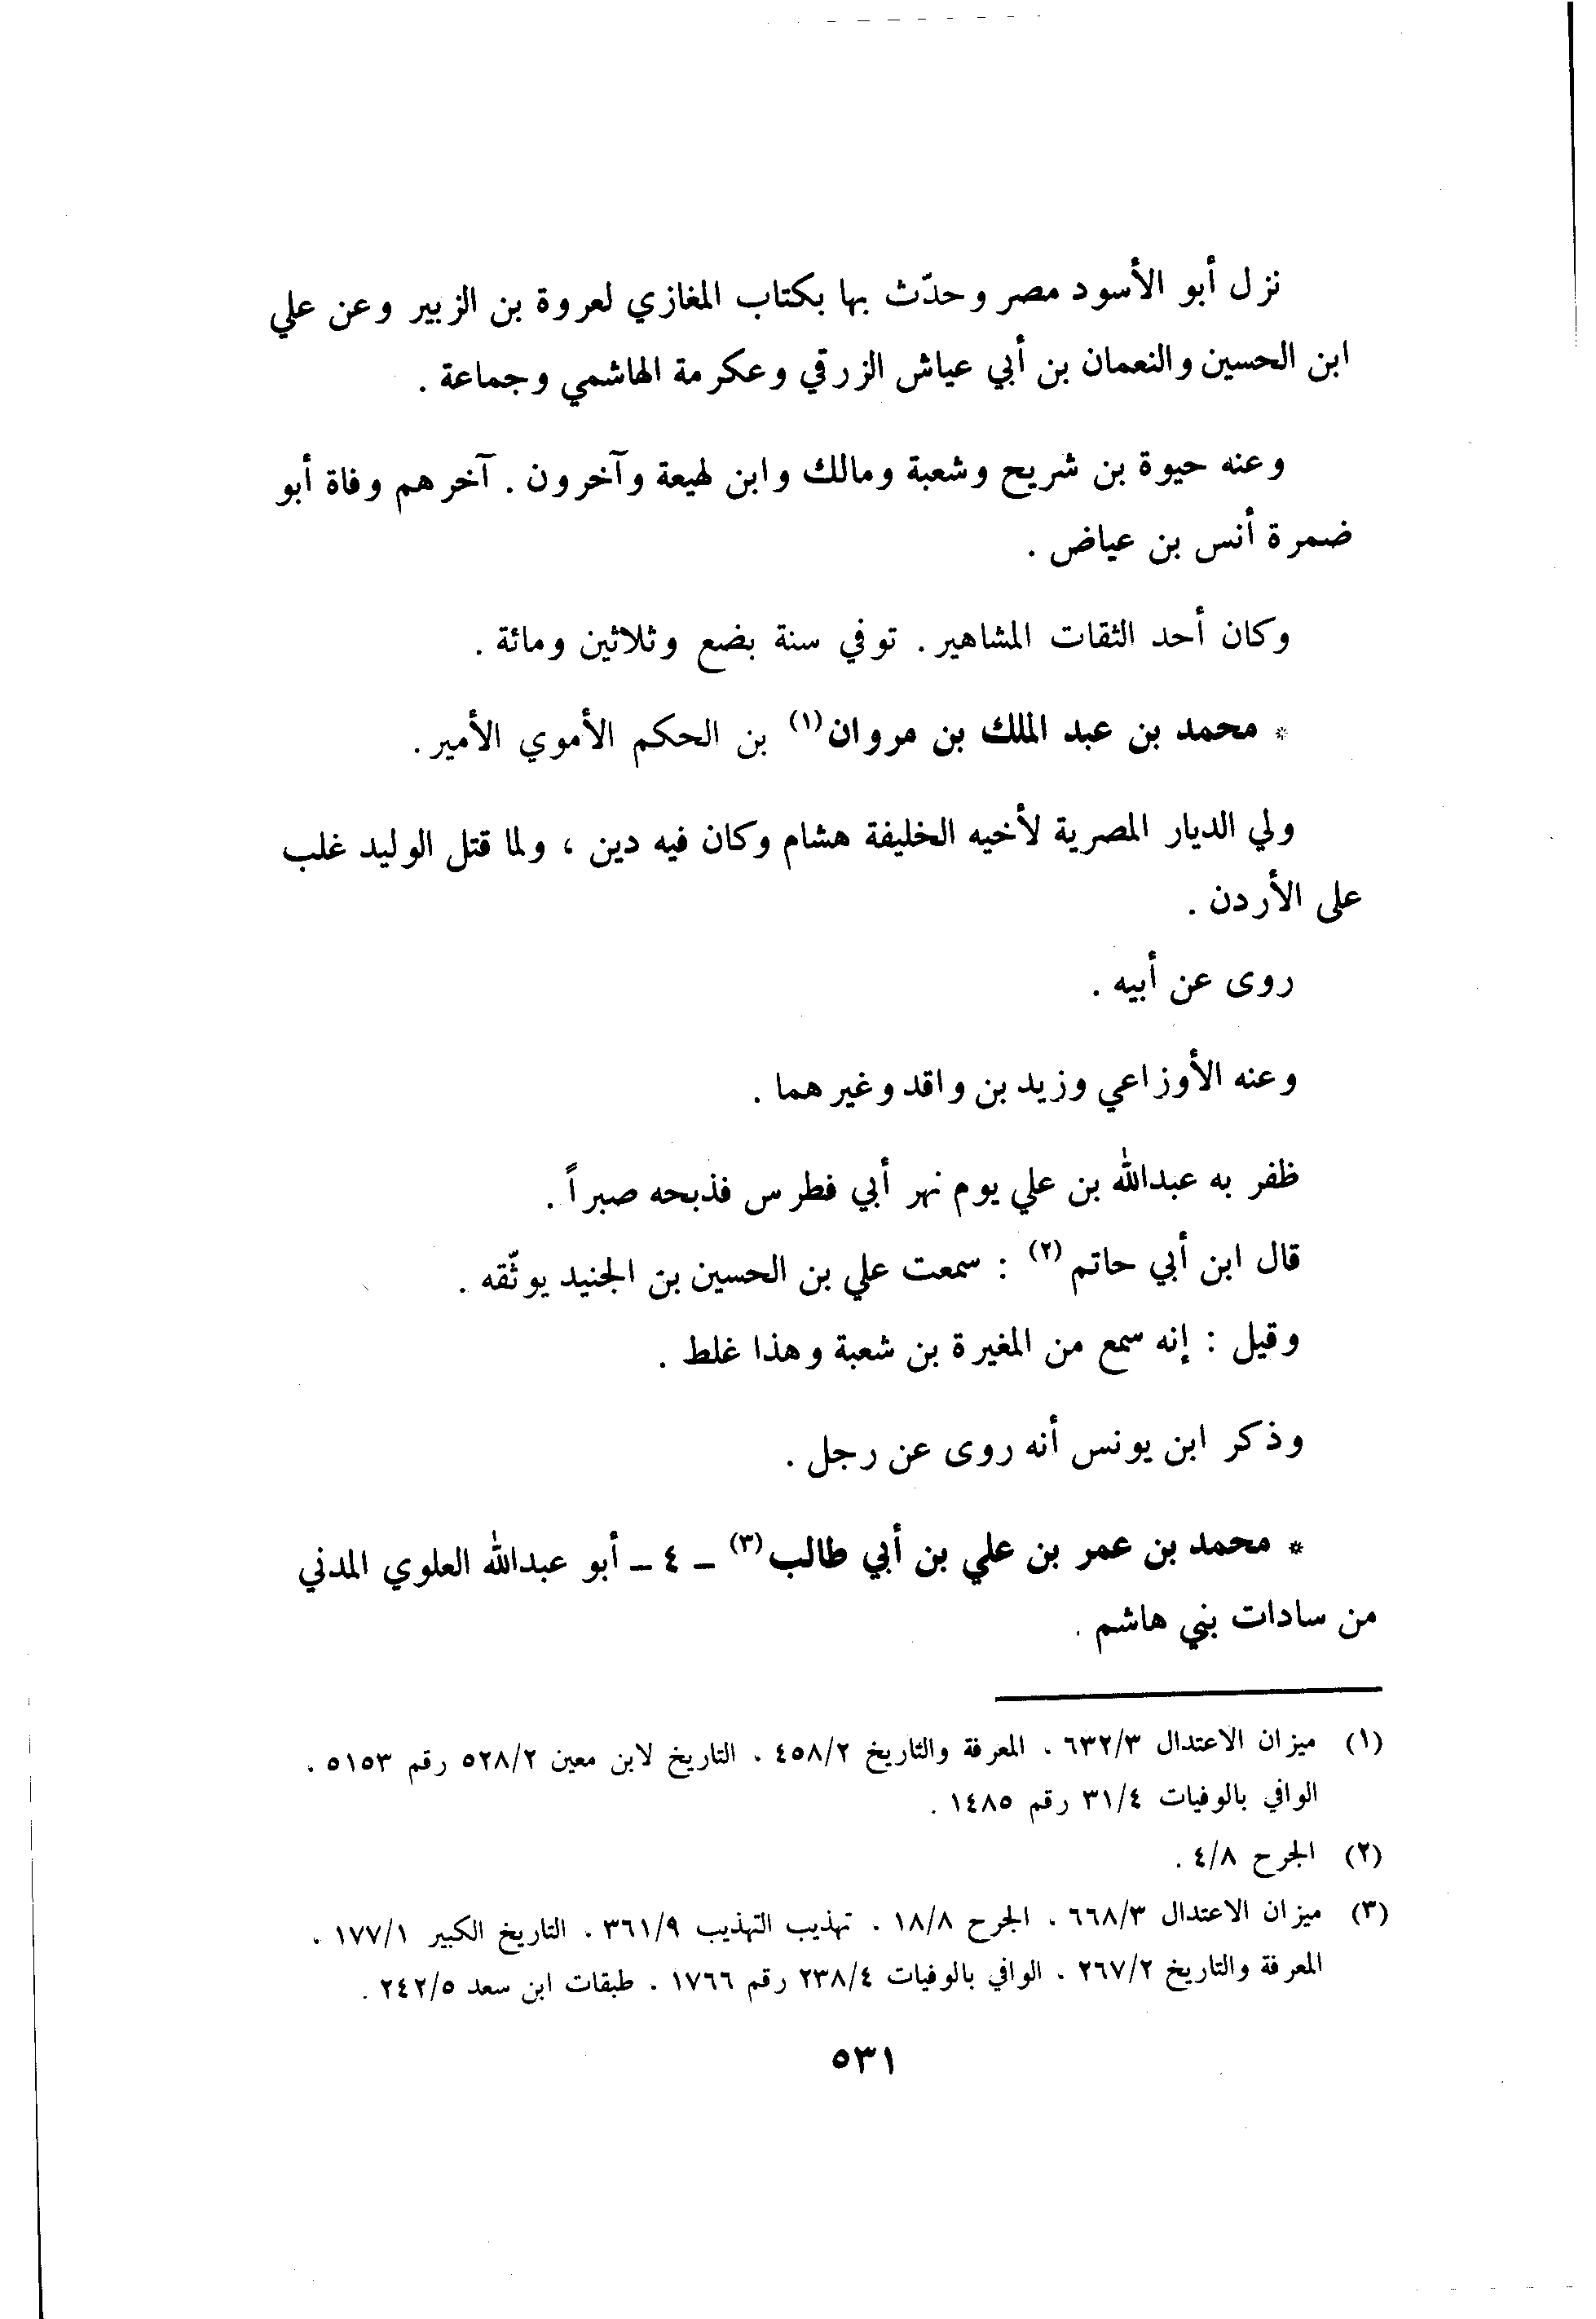 نزل أبو الأسود مصر وحدّث بها بكتاب المغازي لعروة بن الزبير وعن علي
ابن الحسين والنعمان بن أبي عياش الزرقي وعكرمة الهاشمي وجماعة .
وعنه حيوة بن شريح وشعبة ومالك وابن لهيعة وآخرون . آخرهم وفاة أبو
ضمرة أنس بن عياض .
وكان أحد الثقات المشاهير . توفي سنة بضع وثلاثين ومائة .
* محمد بن عبد الملك بن مروان(١) بن الحكم الأموي الأمير .
ولي الديار المصرية لأخيه الخليفة هشام وكان فيه دين ، ولما قتل الوليد غلب
على الأردن .
روى عن أبيه .
وعنه الأوزاعي وزيد بن واقد وغيرهما .
ظفر به عبدالله بن علي يوم نهر أبي فطرس فذبحه صبراً .
قال ابن أبي حاتم (٢) : سمعت علي بن الحسين بن الجنيد يوثّقه .
وقيل : إنه سمع من المغيرة بن شعبة وهذا غلط .
وذكر ابن يونس أنه روى عن رجل .
* محمد بن عمر بن علي بن أبي طالب(٣) ـ ٤ ـ أبو عبدالله العلوي المدني
من سادات بني هاشم .
(١) ميزان الاعتدال ٦٣٢/٣ . المعرفة والتاريخ ٤٥٨/٢ . التاريخ لابن معين ٥٢٨/٢ رقم ٥١٥٣ .
الوافي بالوفيات ٣١/٤ رقم ١٤٨٥ .
(٢) الجرح ٤/٨ .
(٣) ميزان الاعتدال ٦٦٨/٣ . الجرح ١٨/٨ . تهذيب التهذيب ٣٦١/٩ . التاريخ الكبير ١٧٧/١ .
المعرفة والتاريخ ٢٦٧/٢ . الوافي بالوفيات ٢٣٨/٤ رقم ١٧٦٦ . طبقات ابن سعد ٢٤٢/٥ .
٥٣١